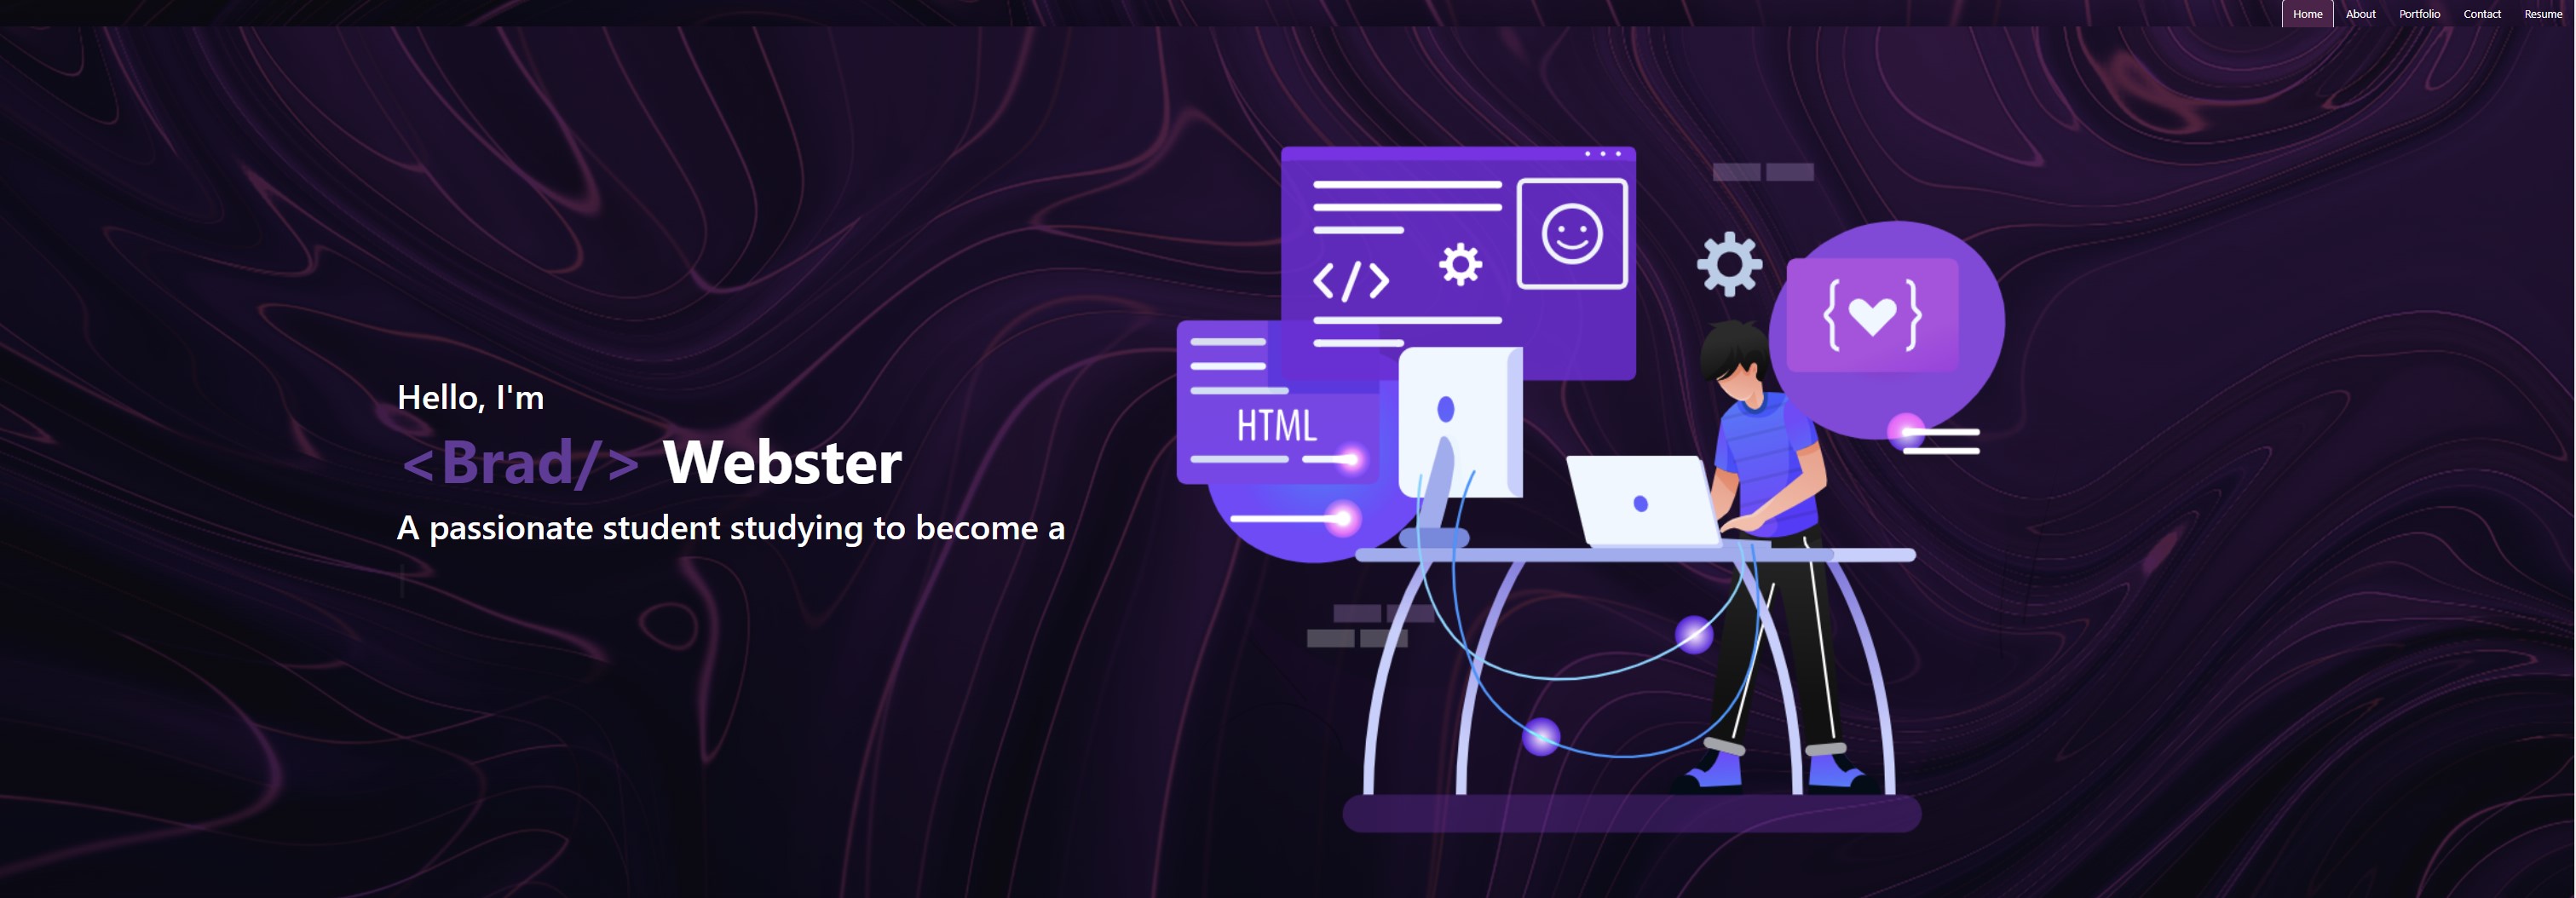 Home About Portfolio Contact Resume
</>
{ }
HTML
Hello, I'm
<Brad/> Webster
A passionate student studying to become a